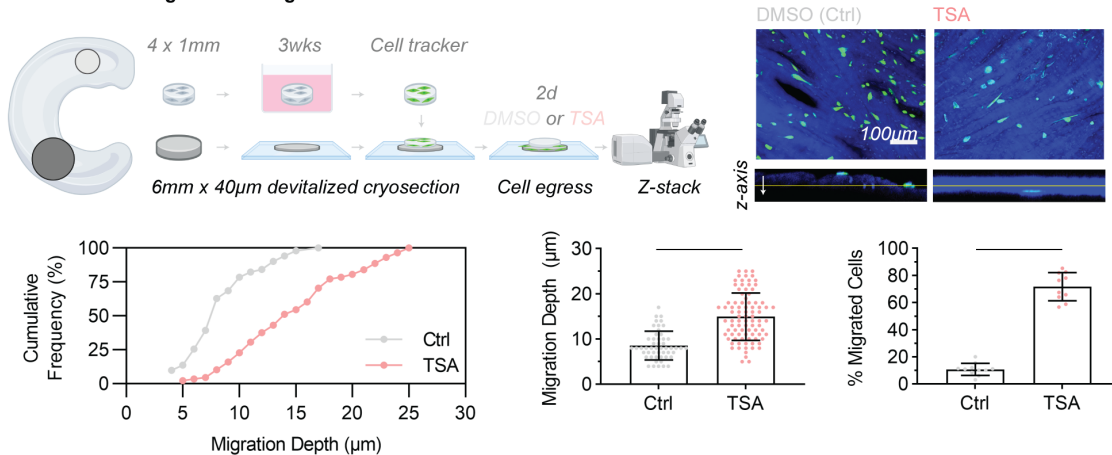 4 x 1mm
3wks
Cell tracker
2d
DMSO or TSA
6mm x 40µm devitalized cryosection
Cell egress
Z-stack
DMSO (Ctrl)
TSA
100µm
z-axis
Cumulative
Frequency (%)
100
75
50
25
0
0
5
10
15
20
25
30
Migration Depth (µm)
Ctrl
TSA
Migration Depth (µm)
30
20
10
0
Ctrl
TSA
% Migrated Cells
100
80
60
40
20
0
Ctrl
TSA